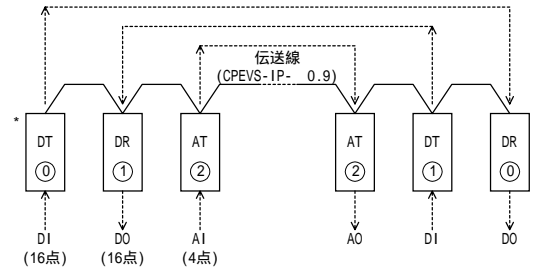 伝送線
(CPEVS-IP- 0.9)
*
DT DR AT AT DT DR
⓪ ① ② ② ① ⓪
DI DO AI AO DI DO
(16点) (16点) (4点)